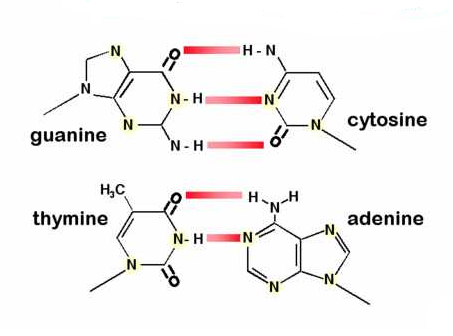 N O H - N
N N - H N
guanine N N - H O N cytosine
H₃C O H H
thymine N adenine
N - H N N
N O N N